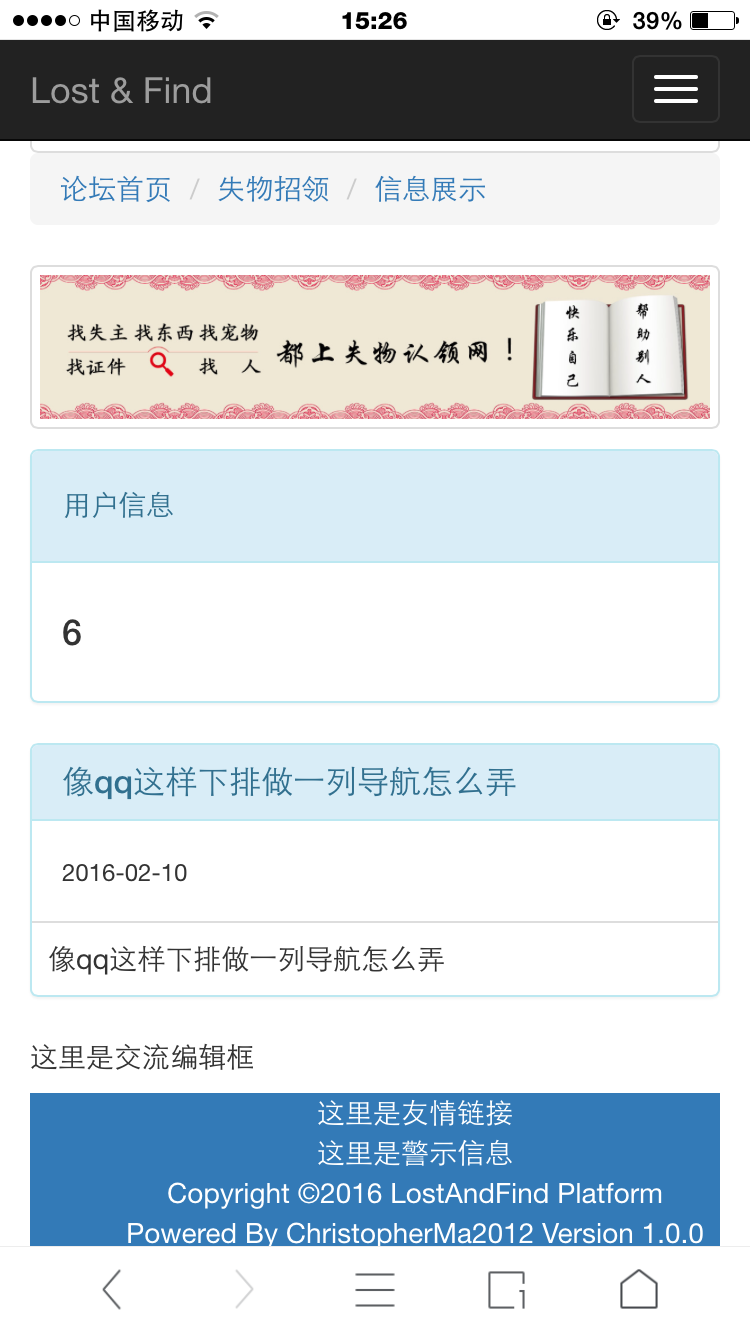 中国移动 15:26 39%
Lost & Find
论坛首页 / 失物招领 / 信息展示
找失主 找东西 找宠物
找证件 找 人
都上失物认领网！
快乐自己
帮助别人
用户信息
6
像qq这样下排做一列导航怎么弄
2016-02-10
像qq这样下排做一列导航怎么弄
这里是交流编辑框
这里是友情链接
这里是警示信息
Copyright ©2016 LostAndFind Platform
Powered By ChristopherMa2012 Version 1.0.0
1